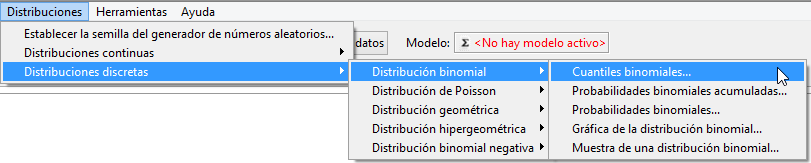 Distribuciones Herramientas Ayuda
Establecer la semilla del generador de números aleatorios...
Distribuciones continuas
datos Modelo: Σ <No hay modelo activo>
Distribuciones discretas
Distribución binomial
Distribución de Poisson
Distribución geométrica
Distribución hipergeométrica
Distribución binomial negativa
Cuantiles binomiales...
Probabilidades binomiales acumuladas...
Probabilidades binomiales...
Gráfica de la distribución binomial...
Muestra de una distribución binomial...